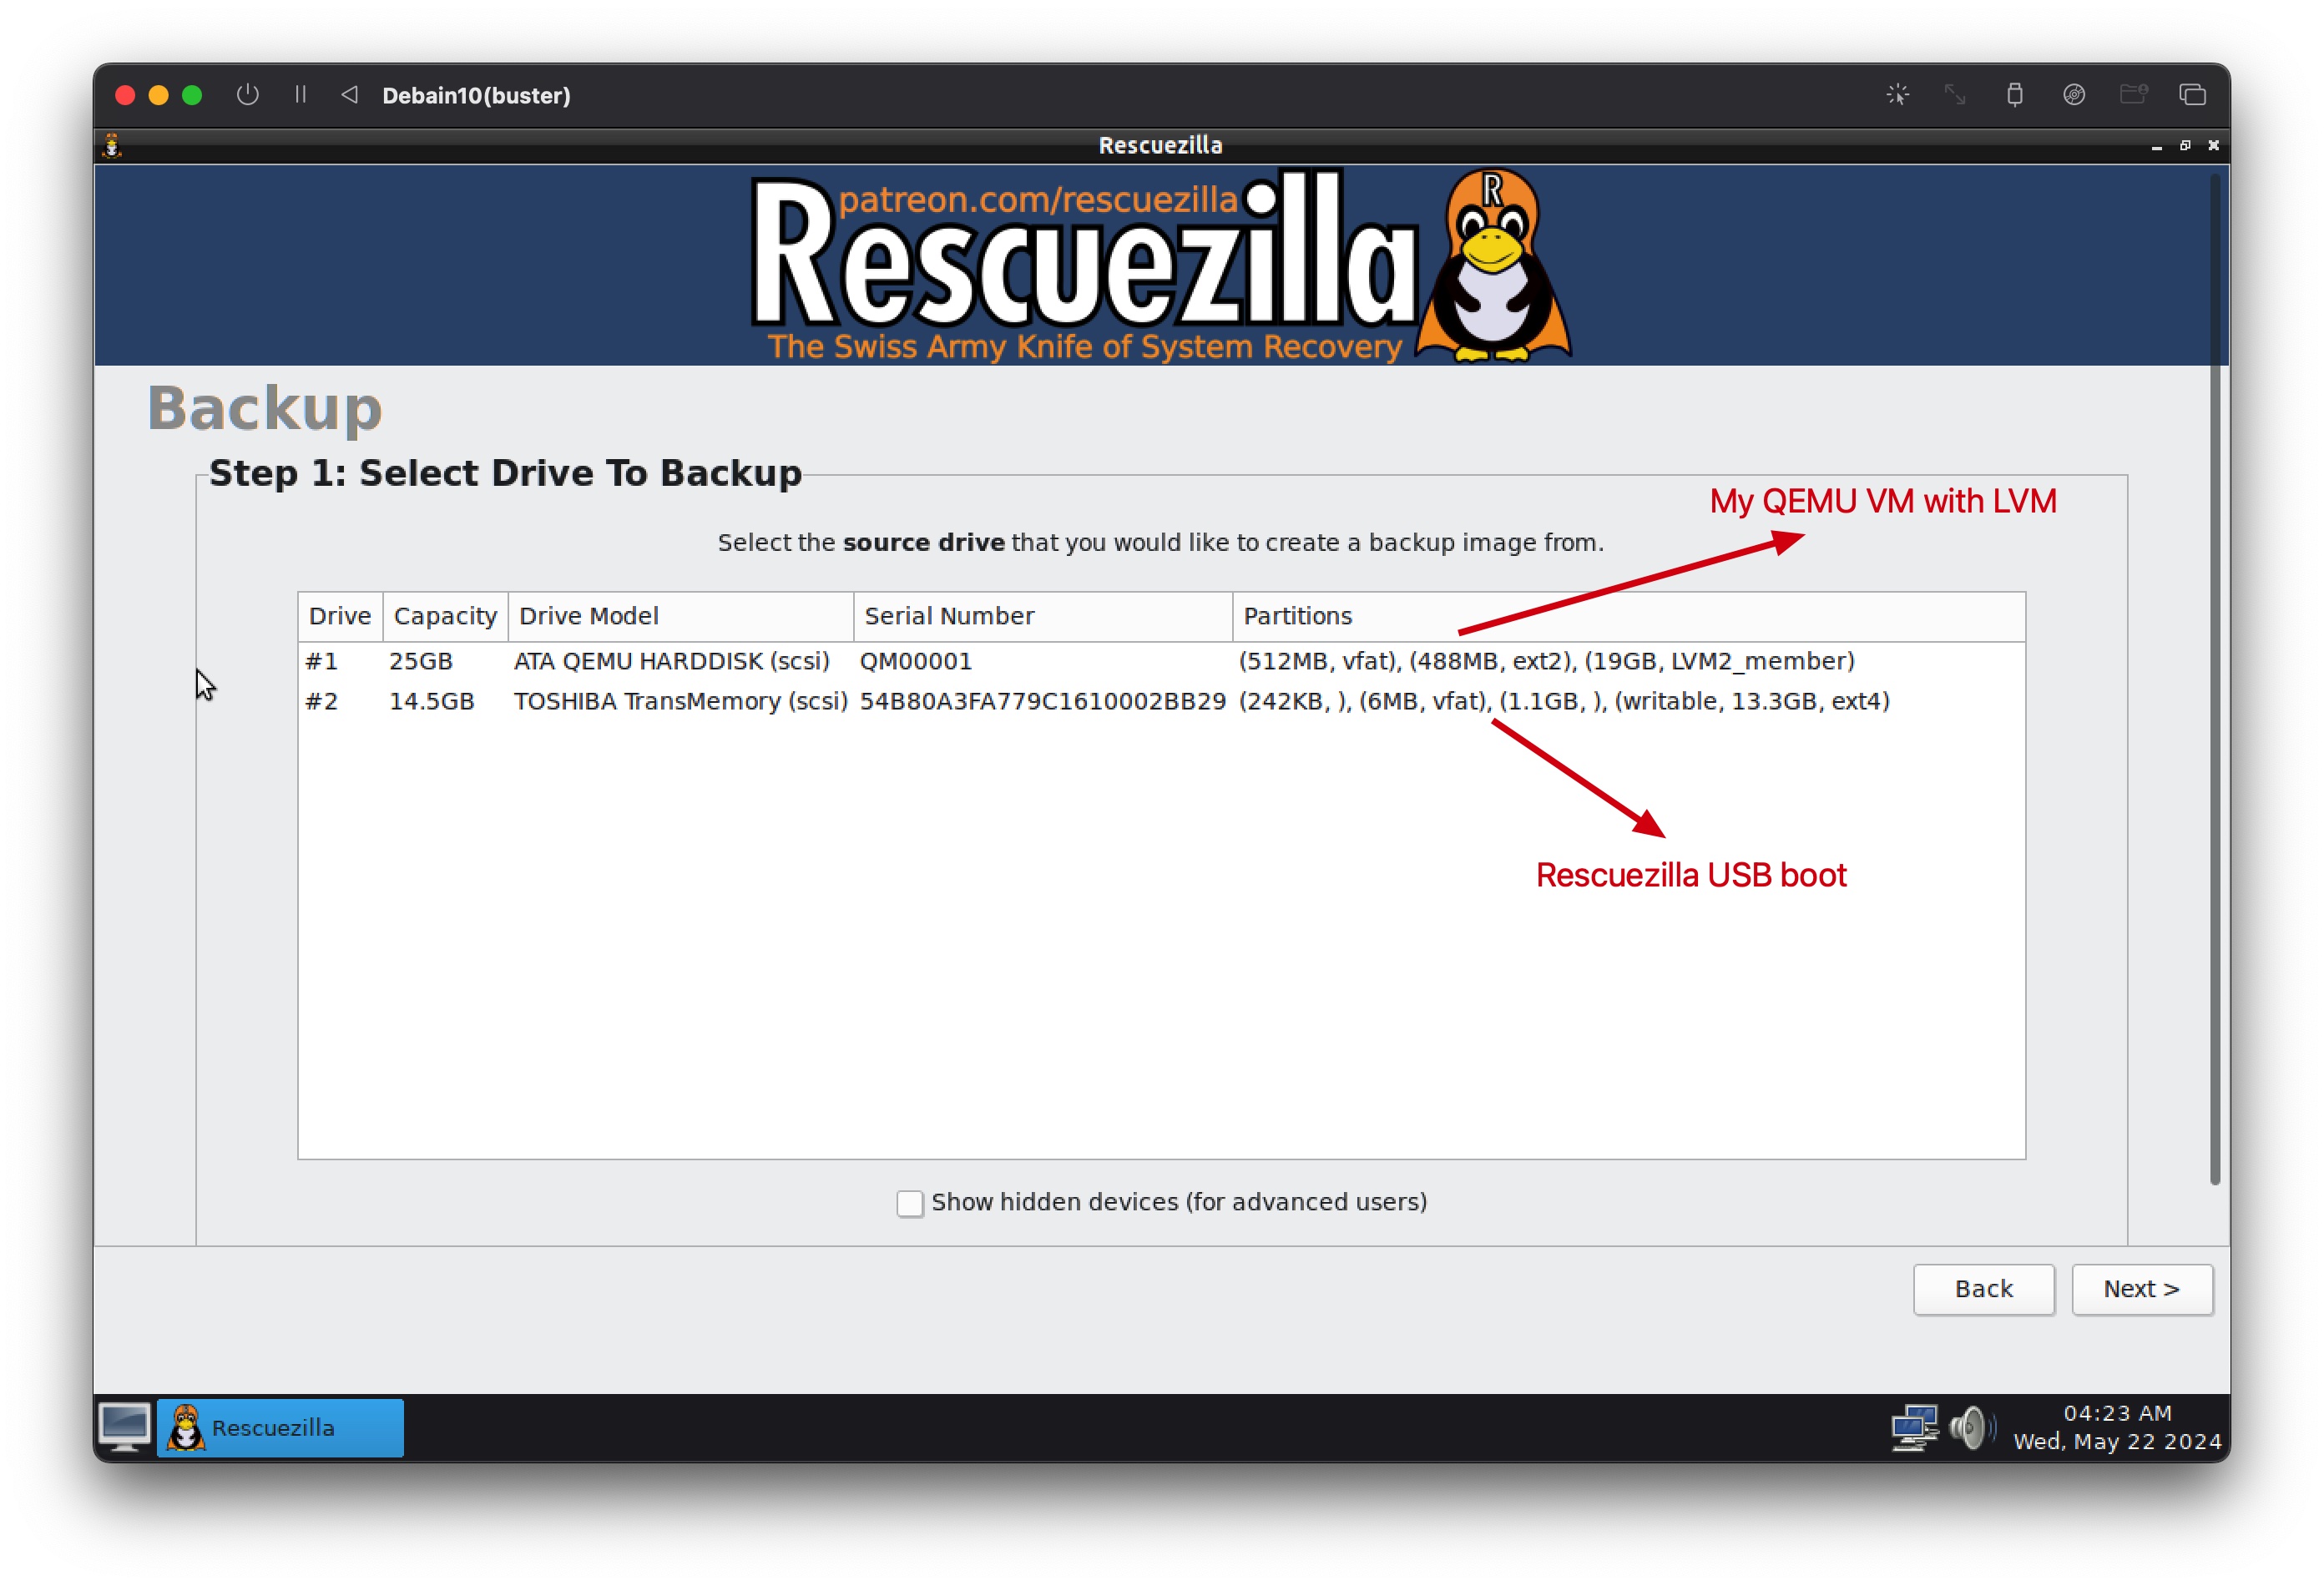 Debain10(buster)
Rescuezilla
patreon.com/rescuezilla
R
Rescuezilla
The Swiss Army Knife of System Recovery
Backup
Step 1: Select Drive To Backup
My QEMU VM with LVM
Select the source drive that you would like to create a backup image from.
Drive Capacity Drive Model Serial Number Partitions
#1 25GB ATA QEMU HARDDISK (scsi) QM00001 (512MB, vfat), (488MB, ext2), (19GB, LVM2_member)
#2 14.5GB TOSHIBA TransMemory (scsi) 54B80A3FA779C1610002BB29 (242KB, ), (6MB, vfat), (1.1GB, ), (writable, 13.3GB, ext4)
Rescuezilla USB boot
Show hidden devices (for advanced users)
Back Next >
Rescuezilla
04:23 AM
Wed, May 22 2024